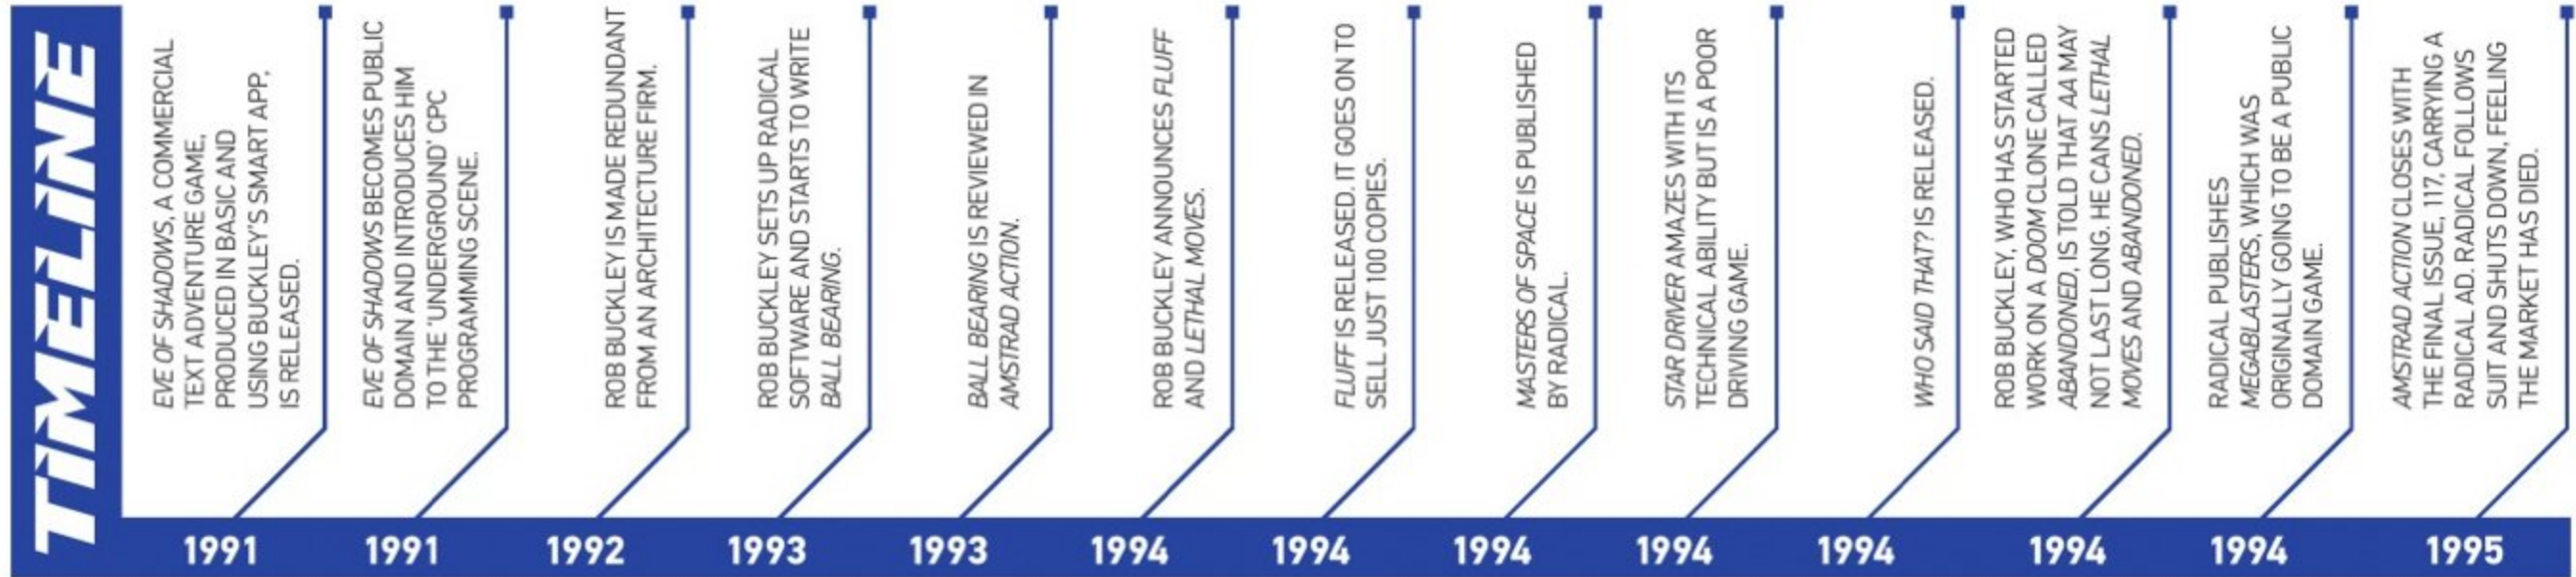 TIMELINE
EVE OF SHADOWS, A COMMERCIAL
TEXT ADVENTURE GAME,
PRODUCED IN BASIC AND
USING BUCKLEY'S SMART APP,
IS RELEASED.
1991
EVE OF SHADOWS BECOMES PUBLIC
DOMAIN AND INTRODUCES HIM
TO THE 'UNDERGROUND' CPC
PROGRAMMING SCENE.
1991
ROB BUCKLEY IS MADE REDUNDANT
FROM AN ARCHITECTURE FIRM.
1992
ROB BUCKLEY SETS UP RADICAL
SOFTWARE AND STARTS TO WRITE
BALL BEARING.
1993
BALL BEARING IS REVIEWED IN
AMSTRAD ACTION.
1993
ROB BUCKLEY ANNOUNCES FLUFF
AND LETHAL MOVES.
1994
FLUFF IS RELEASED. IT GOES ON TO
SELL JUST 100 COPIES.
1994
MASTERS OF SPACE IS PUBLISHED
BY RADICAL.
1994
STAR DRIVER AMAZES WITH ITS
TECHNICAL ABILITY BUT IS A POOR
DRIVING GAME.
1994
WHO SAID THAT? IS RELEASED.
1994
ROB BUCKLEY, WHO HAS STARTED
WORK ON A DOOM CLONE CALLED
ABANDONED, IS TOLD THAT AA MAY
NOT LAST LONG. HE CANS LETHAL
MOVES AND ABANDONED.
1994
RADICAL PUBLISHES
MEGABLASTERS, WHICH WAS
ORIGINALLY GOING TO BE A PUBLIC
DOMAIN GAME.
1994
AMSTRAD ACTION CLOSES WITH
THE FINAL ISSUE, 117, CARRYING A
RADICAL AD. RADICAL FOLLOWS
SUIT AND SHUTS DOWN, FEELING
THE MARKET HAS DIED.
1995